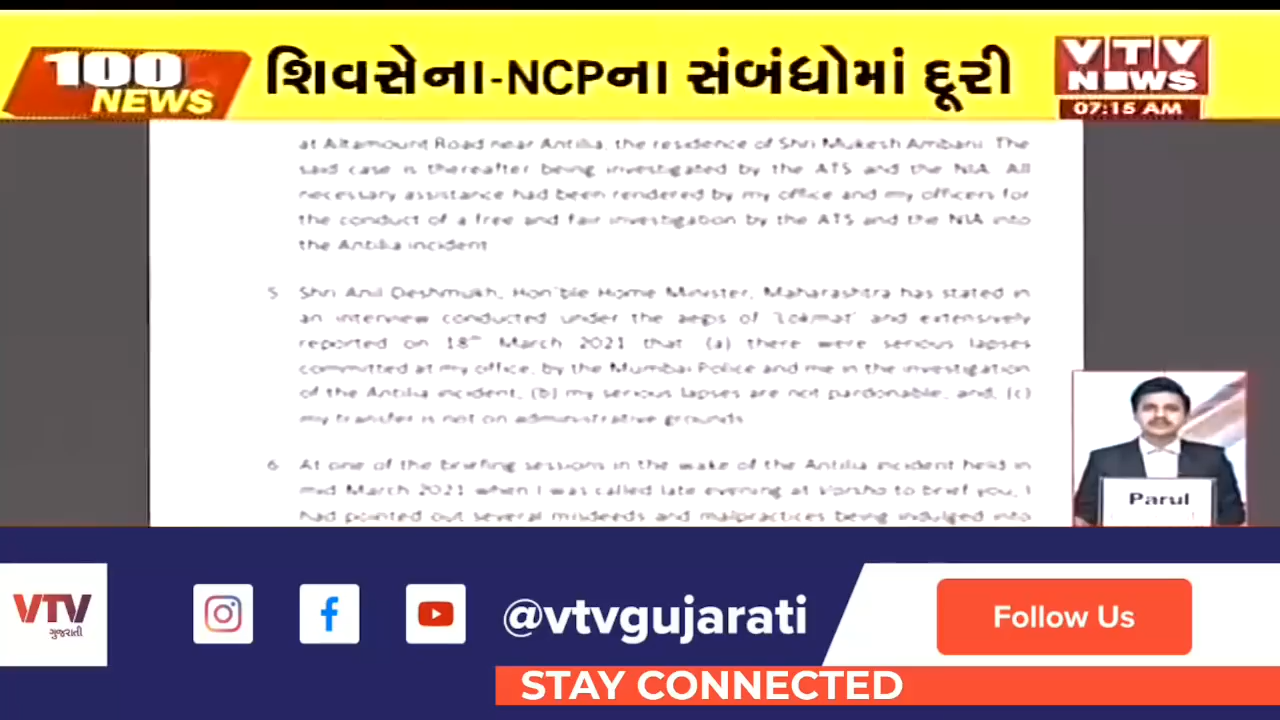 100
NEWS
શિવસેના-NCPના સંબંધોમાં દૂરી
VTV
NEWS
07:15 AM
at Altamount Road near Antilia, the residence of Shri Mukesh Ambani. The
said case is thereafter being investigated by the ATS and the NIA. All
necessary assistance had been rendered by my office and my officers for
the conduct of a free and fair investigation by the ATS and the NIA into
the Antilia incident
5 Shri Anil Deshmukh, Hon'ble Home Minister, Maharashtra has stated in
an interview conducted under the aegis of 'Lokmat' and extensively
reported on 18th March 2021 that (a) there were serious lapses
committed at my office, by the Mumbai Police and me in the investigation
of the Antilia incident, (b) my serious lapses are not pardonable, and, (c)
my transfer is not on administrative grounds
6 At one of the briefing sessions in the wake of the Antilia incident held in
mid March 2021 when I was called late evening at Varsha to brief you, I
had pointed out several misdeeds and malpractices being indulged into
Parul
VTV
ગુજરાતી
@vtvgujarati
Follow Us
STAY CONNECTED